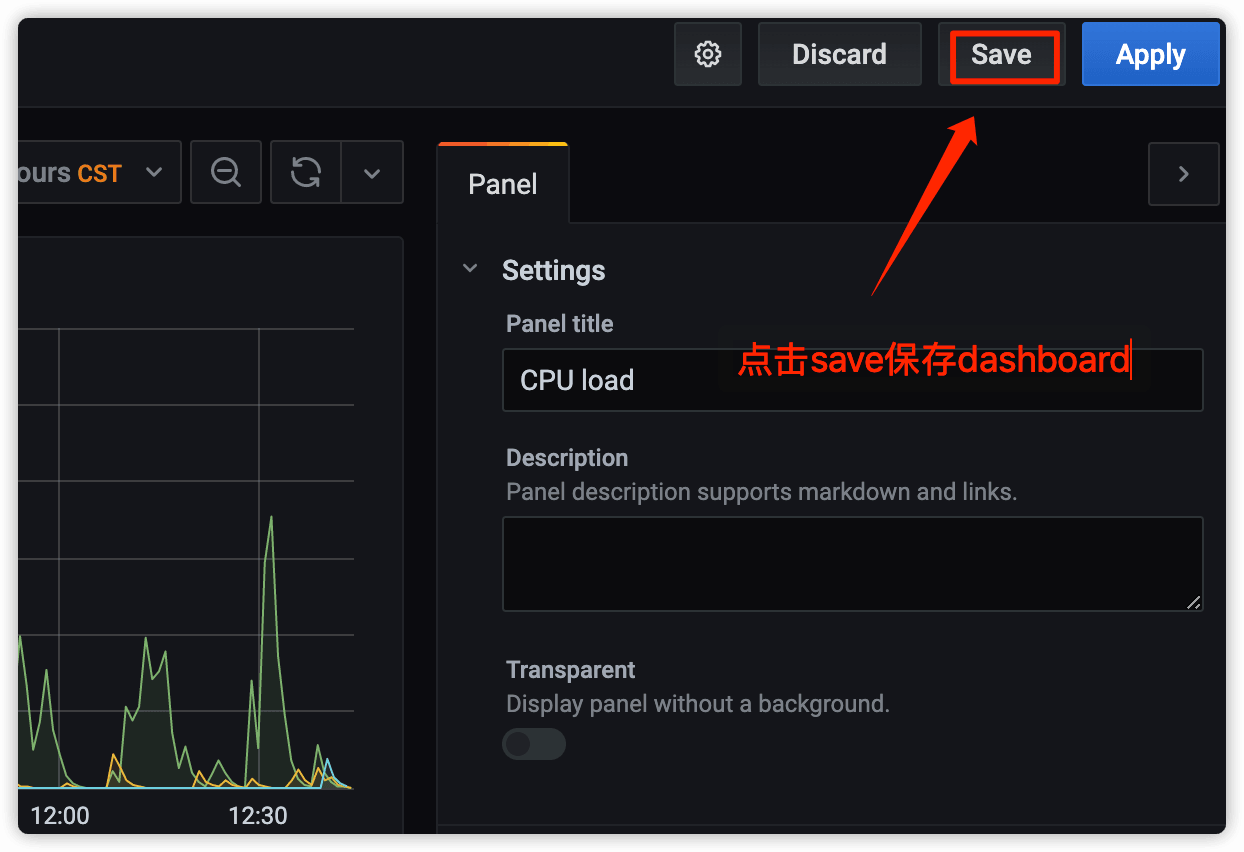 Discard
Save
Apply
ours CST
Panel
Settings
Panel title
点击save保存dashboard
CPU load
Description
Panel description supports markdown and links.
Transparent
Display panel without a background.
12:00
12:30